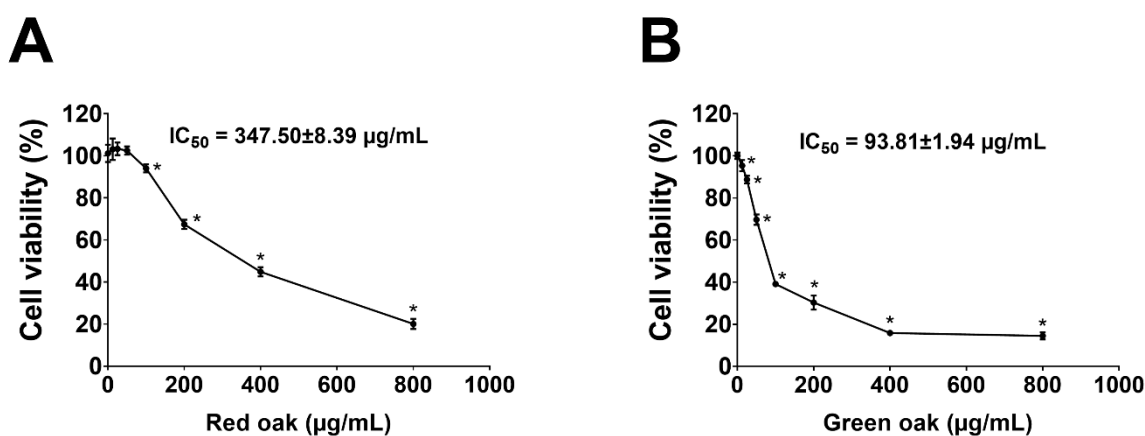 A
Cell viability (%)
120
100
80
60
40
20
0
IC50 = 347.50±8.39 µg/mL
*
*
*
*
0 200 400 600 800 1000
Red oak (µg/mL)
B
Cell viability (%)
120
100
80
60
40
20
0
IC50 = 93.81±1.94 µg/mL
*
*
*
*
*
*
*
0 200 400 600 800 1000
Green oak (µg/mL)